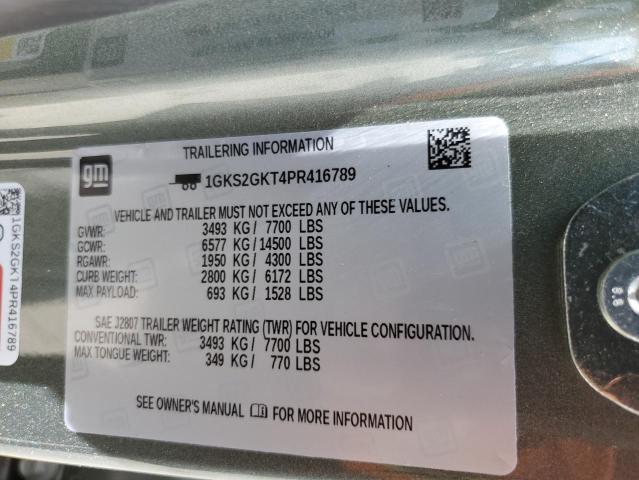 TRAILERING INFORMATION
gm
1GKS2GKT4PR416789
VEHICLE AND TRAILER MUST NOT EXCEED ANY OF THESE VALUES.
GVWR: 3493 KG/ 7700 LBS
GCWR: 6577 KG/14500 LBS
RGAWR: 1950 KG/ 4300 LBS
CURB WEIGHT: 2800 KG/ 6172 LBS
MAX PAYLOAD: 693 KG/ 1528 LBS
SAE J2807 TRAILER WEIGHT RATING (TWR) FOR VEHICLE CONFIGURATION.
CONVENTIONAL TWR: 3493 KG/ 7700 LBS
MAX TONGUE WEIGHT: 349 KG/ 770 LBS
SEE OWNER'S MANUAL FOR MORE INFORMATION
1GKS2GKT4PR416789
8.8